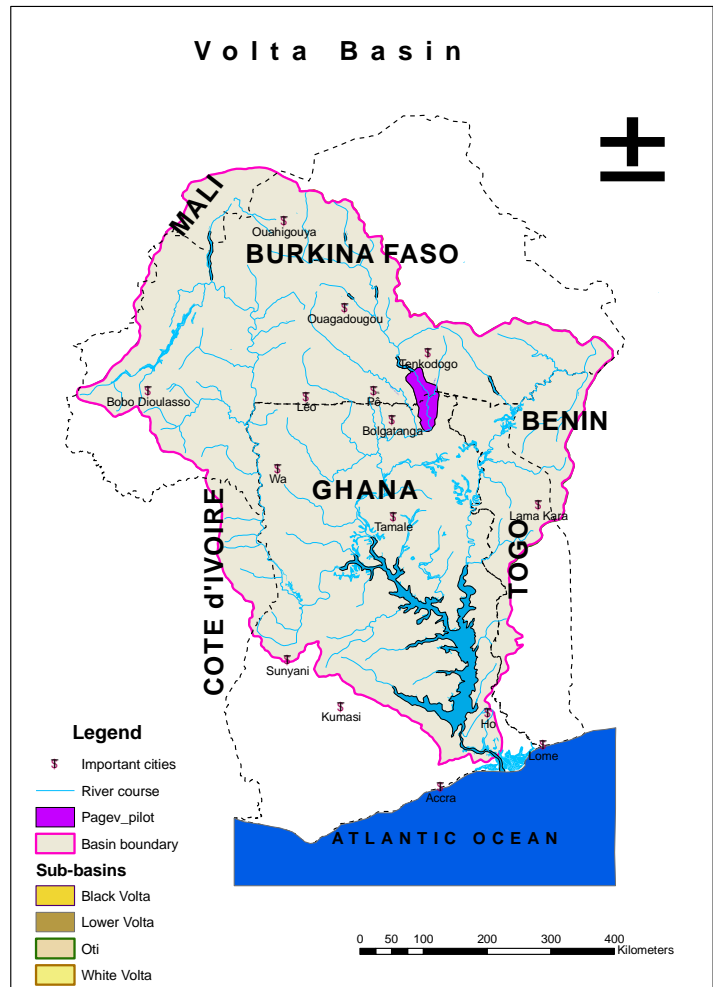 Volta Basin
MALI
Ouahigouya
BURKINA FASO
Ouagadougou
Tenkodogo
Bobo Dioulasso
Léo
Pê
Bolgatanga
BENIN
Wa
GHANA
Lama Kara
Tamale
COTE d'IVOIRE
TOGO
Sunyani
Kumasi
Ho
Lome
Accra
ATLANTIC OCEAN
Legend
Important cities
River course
Pagev_pilot
Basin boundary
Sub-basins
Black Volta
Lower Volta
Oti
White Volta
0 50 100 200 300 400
Kilometers